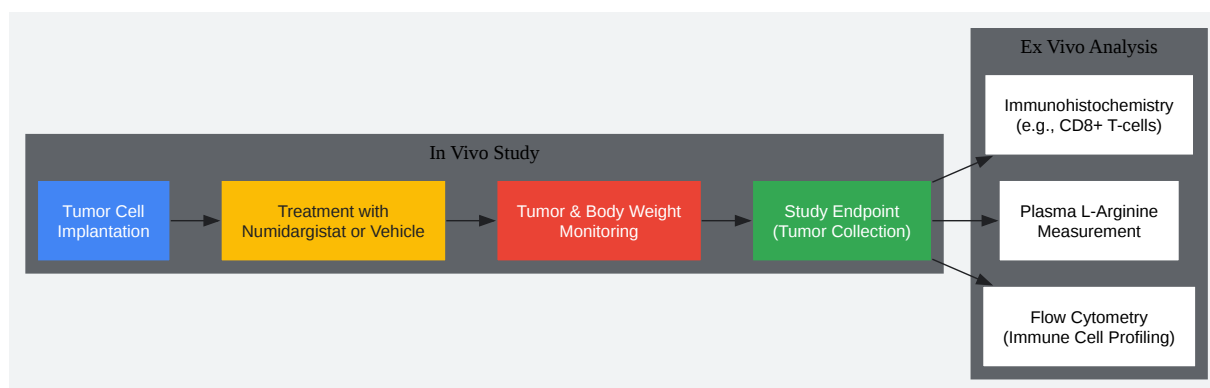 In Vivo Study
Tumor Cell
Implantation
Treatment with
Numidargistat or Vehicle
Tumor & Body Weight
Monitoring
Study Endpoint
(Tumor Collection)
Ex Vivo Analysis
Immunohistochemistry
(e.g., CD8+ T-cells)
Plasma L-Arginine
Measurement
Flow Cytometry
(Immune Cell Profiling)